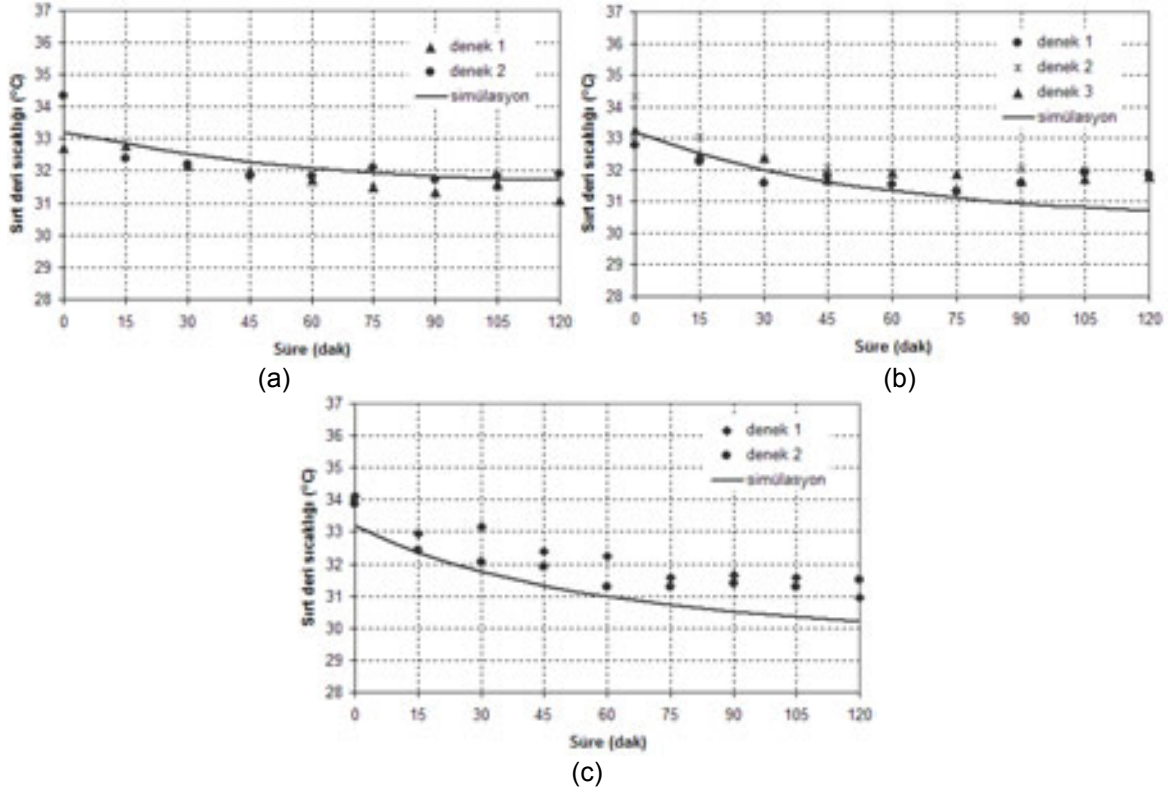 Sırt deri sıcaklığı (°C)
37
36
35
34
33
32
31
30
29
28
denek 1
denek 2
simülasyon
0 15 30 45 60 75 90 105 120
Süre (dak)
(a)
Sırt deri sıcaklığı (°C)
37
36
35
34
33
32
31
30
29
28
denek 1
denek 2
denek 3
simülasyon
0 15 30 45 60 75 90 105 120
Süre (dak)
(b)
Sırt deri sıcaklığı (°C)
37
36
35
34
33
32
31
30
29
28
denek 1
denek 2
simülasyon
0 15 30 45 60 75 90 105 120
Süre (dak)
(c)